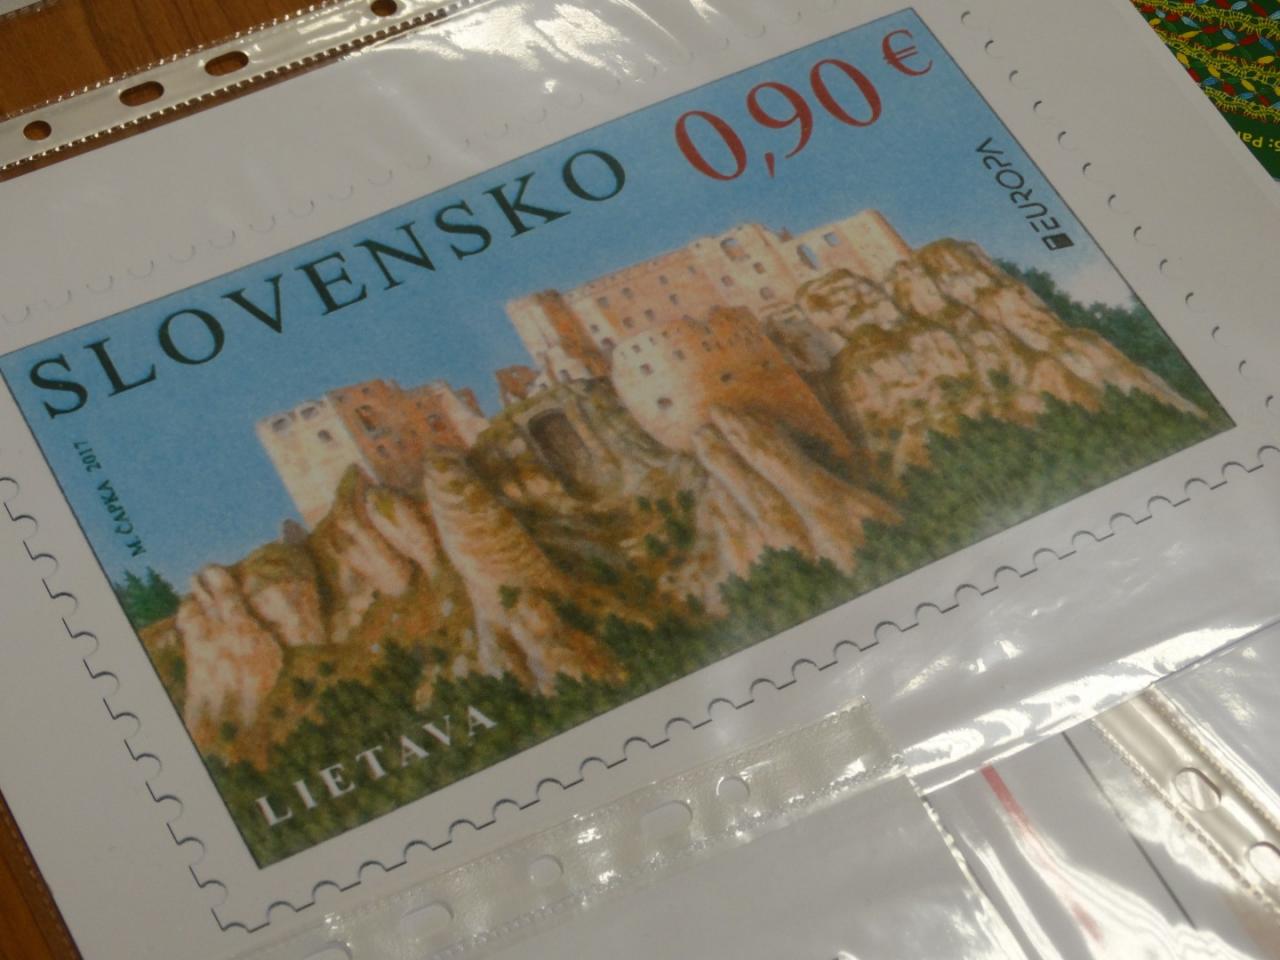 SLOVENSKO 0,90 €
EUROPA
M. ČAPKA 2017
LIETAVA